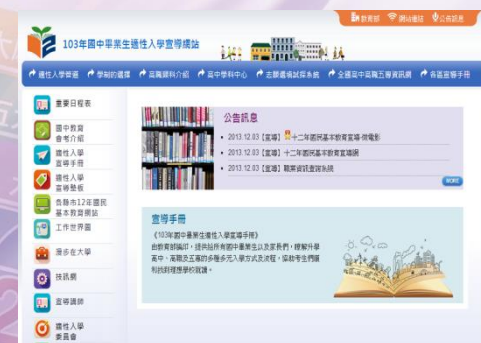 教育部 網站連結 公告訊息
103年國中畢業生適性入學宣導網站
適性入學管道 學制的選擇 高職群科介紹 高中學科中心 志願選填試探系統 全國高中高職五專資訊網 各區宣導手冊
重要日程表
國中教育
會考介紹
適性入學
宣導手冊
適性入學
宣導墊板
各縣市12年國民
基本教育網站
工作世界圖
漫步在大學
技訊網
宣導講師
適性入學
委員會
公告訊息
2013.12.03【宣導】十二年國民基本教育宣導-微電影
2013.12.03【宣導】十二年國民基本教育宣導網
2013.12.03【宣導】職業資訊查詢系統
MORE
宣導手冊
《103年國中畢業生適性入學宣導手冊》
由教育部編印，提供給所有國中畢業生以及家長們，瞭解升學
高中、高職及五專的多種多元入學方式及流程，協助考生們順
利找到理想學校就讀。